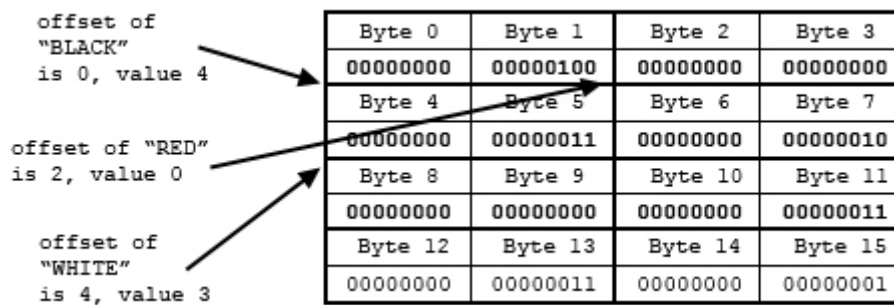 offset of
“BLACK”
is 0, value 4
offset of “RED”
is 2, value 0
offset of
“WHITE”
is 4, value 3
Byte 0 Byte 1 Byte 2 Byte 3
00000000 00000100 00000000 00000000
Byte 4 Byte 5 Byte 6 Byte 7
00000000 00000011 00000000 00000010
Byte 8 Byte 9 Byte 10 Byte 11
00000000 00000000 00000000 00000011
Byte 12 Byte 13 Byte 14 Byte 15
00000000 00000011 00000000 00000001